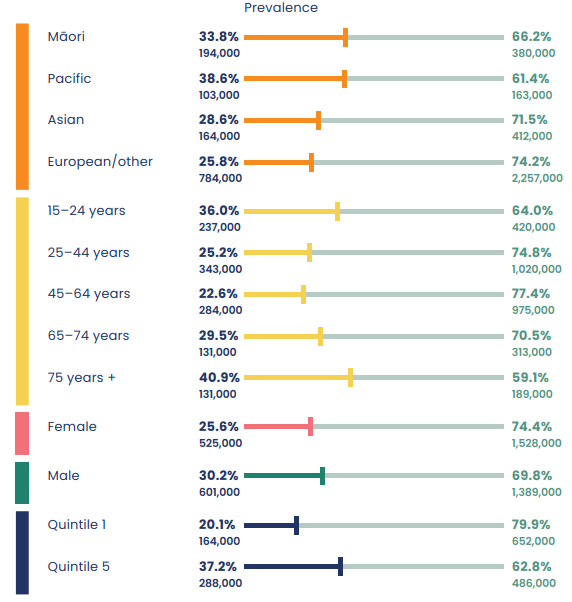 Prevalence
Māori 33.8% 66.2%
194,000 380,000
Pacific 38.6% 61.4%
103,000 163,000
Asian 28.6% 71.5%
164,000 412,000
European/other 25.8% 74.2%
784,000 2,257,000
15–24 years 36.0% 64.0%
237,000 420,000
25–44 years 25.2% 74.8%
343,000 1,020,000
45–64 years 22.6% 77.4%
284,000 975,000
65–74 years 29.5% 70.5%
131,000 313,000
75 years + 40.9% 59.1%
131,000 189,000
Female 25.6% 74.4%
525,000 1,528,000
Male 30.2% 69.8%
601,000 1,389,000
Quintile 1 20.1% 79.9%
164,000 652,000
Quintile 5 37.2% 62.8%
288,000 486,000